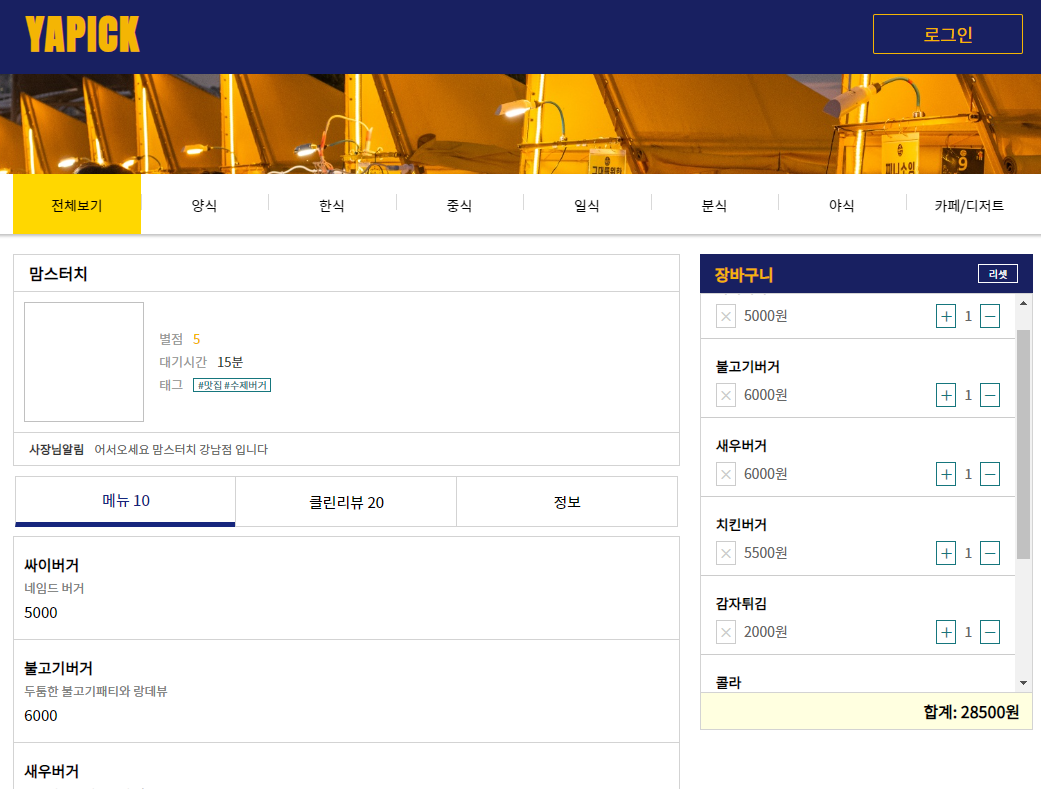 YAPICK
로그인
미니소잉
9
전체보기
양식
한식
중식
일식
분식
야식
카페/디저트
맘스터치
별점 5
대기시간 15분
태그 #맛집 #수제버거
사장님알림 어서오세요 맘스터치 강남점 입니다
메뉴 10
클린리뷰 20
정보
싸이버거
네임드 버거
5000
불고기버거
두툼한 불고기패티와 랑데뷰
6000
새우버거
장바구니
리셋
× 5000원 + 1 −
불고기버거
× 6000원 + 1 −
새우버거
× 6000원 + 1 −
치킨버거
× 5500원 + 1 −
감자튀김
× 2000원 + 1 −
콜라
합계: 28500원